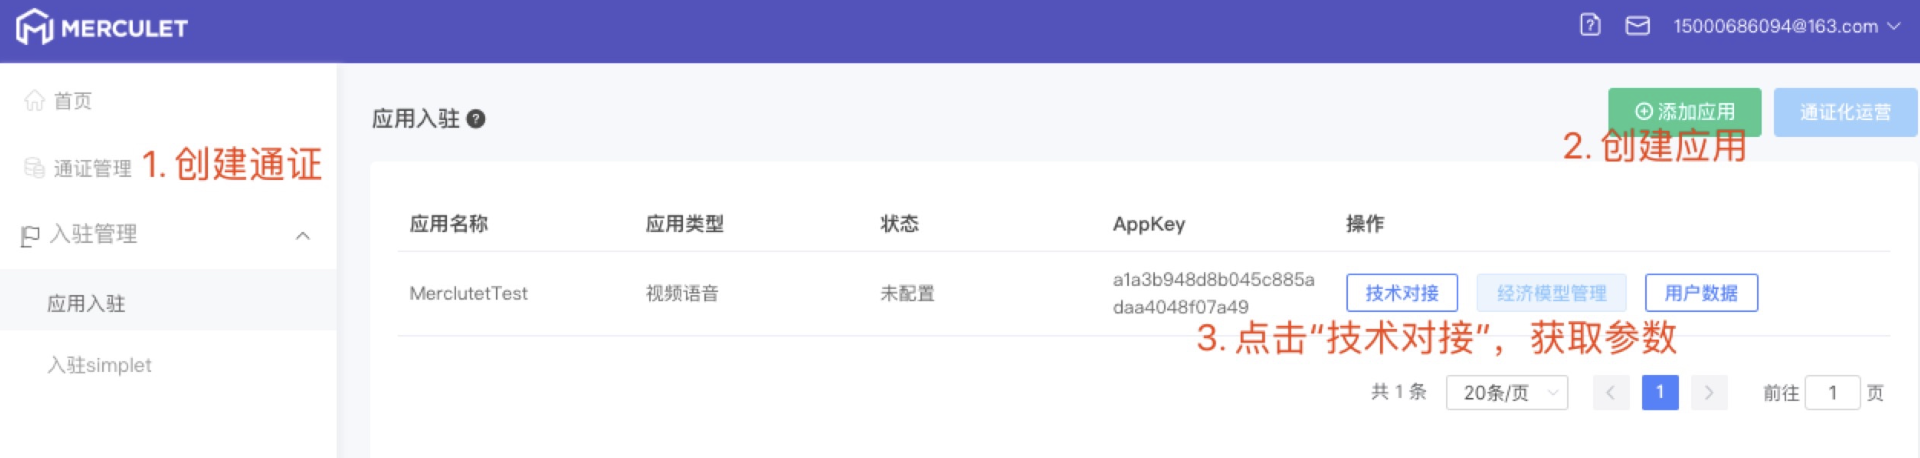 MERCULET
15000686094@163.com
首页
通证管理
1. 创建通证
入驻管理
应用入驻
入驻simplet
应用入驻
添加应用
通证化运营
2. 创建应用
应用名称 应用类型 状态 AppKey 操作
MerclutetTest 视频语音 未配置 a1a3b948d8b045c885a
daa4048f07a49
技术对接 经济模型管理 用户数据
3. 点击“技术对接”，获取参数
共 1 条 20条/页 1 前往 1 页